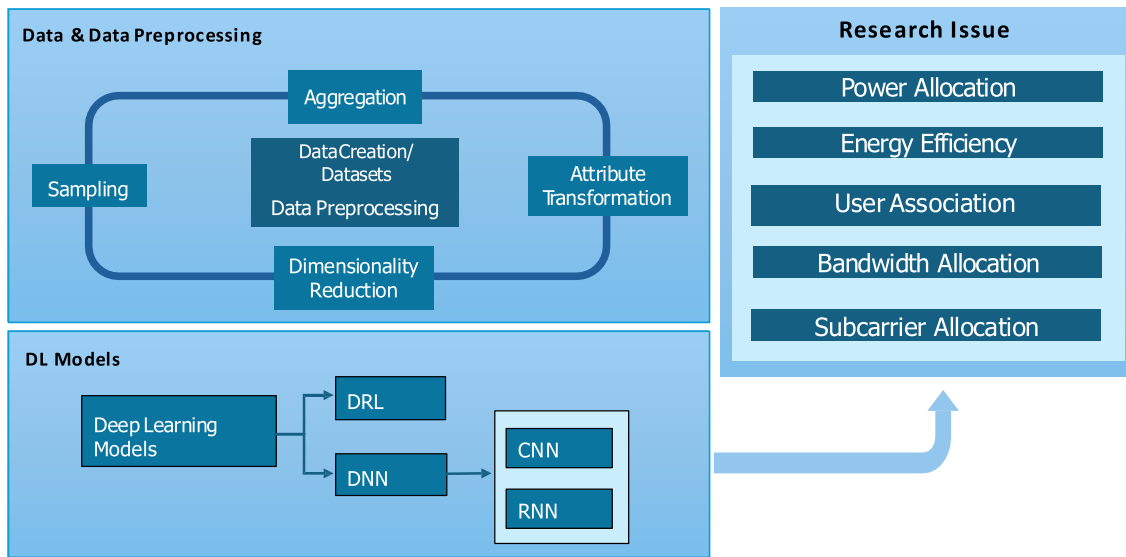 Data & Data Preprocessing
Aggregation
Sampling
DataCreation/
Datasets
Data Preprocessing
Attribute
Transformation
Dimensionality
Reduction
DL Models
Deep Learning
Models
DRL
DNN
CNN
RNN
Research Issue
Power Allocation
Energy Efficiency
User Association
Bandwidth Allocation
Subcarrier Allocation